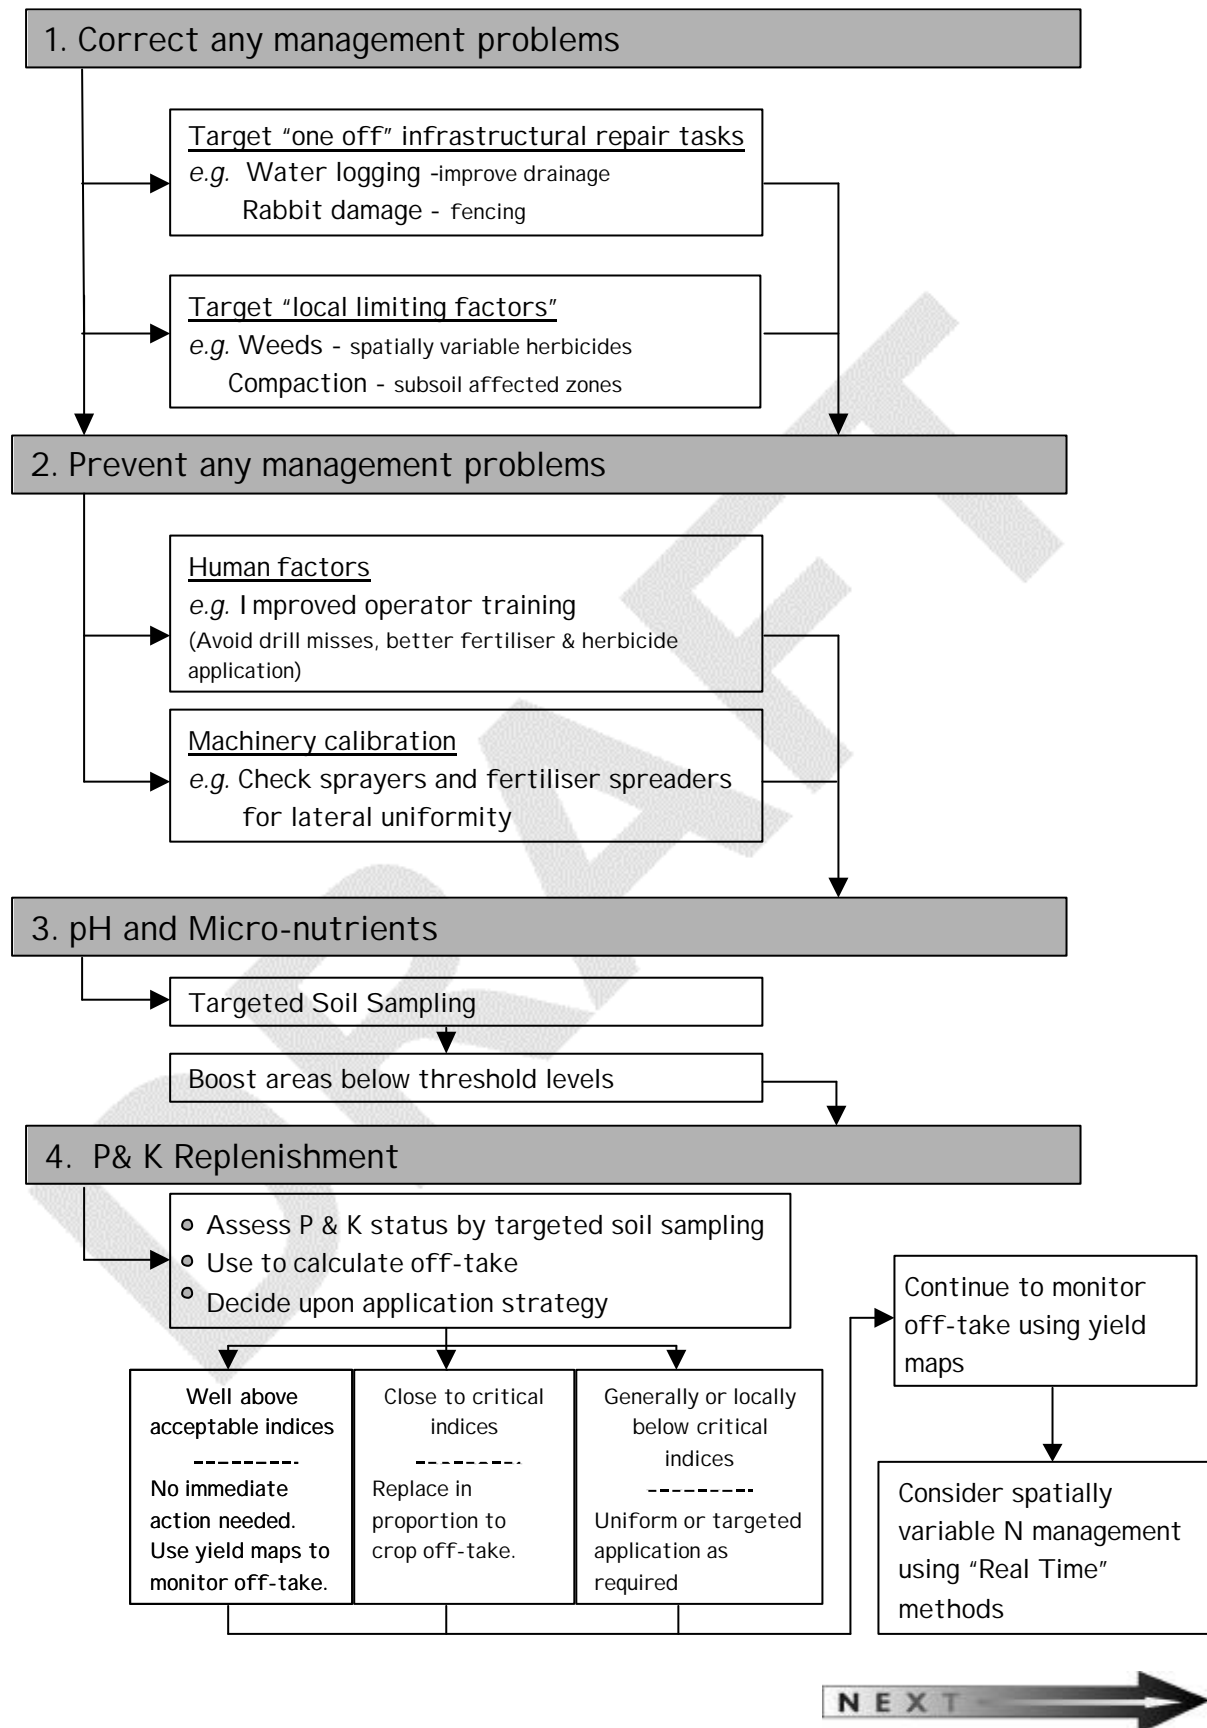 1. Correct any management problems
Target “one off” infrastructural repair tasks
e.g. Water logging -improve drainage
Rabbit damage - fencing
Target “local limiting factors”
e.g. Weeds - spatially variable herbicides
Compaction - subsoil affected zones
2. Prevent any management problems
Human factors
e.g. Improved operator training
(Avoid drill misses, better fertiliser & herbicide
application)
Machinery calibration
e.g. Check sprayers and fertiliser spreaders
for lateral uniformity
3. pH and Micro-nutrients
Targeted Soil Sampling
Boost areas below threshold levels
4. P& K Replenishment
Assess P & K status by targeted soil sampling
Use to calculate off-take
Decide upon application strategy
Well above
acceptable indices
No immediate
action needed.
Use yield maps to
monitor off-take.
Close to critical
indices
Replace in
proportion to
crop off-take.
Generally or locally
below critical
indices
Uniform or targeted
application as
required
Continue to monitor
off-take using yield
maps
Consider spatially
variable N management
using “Real Time”
methods
NEXT
DRAFT